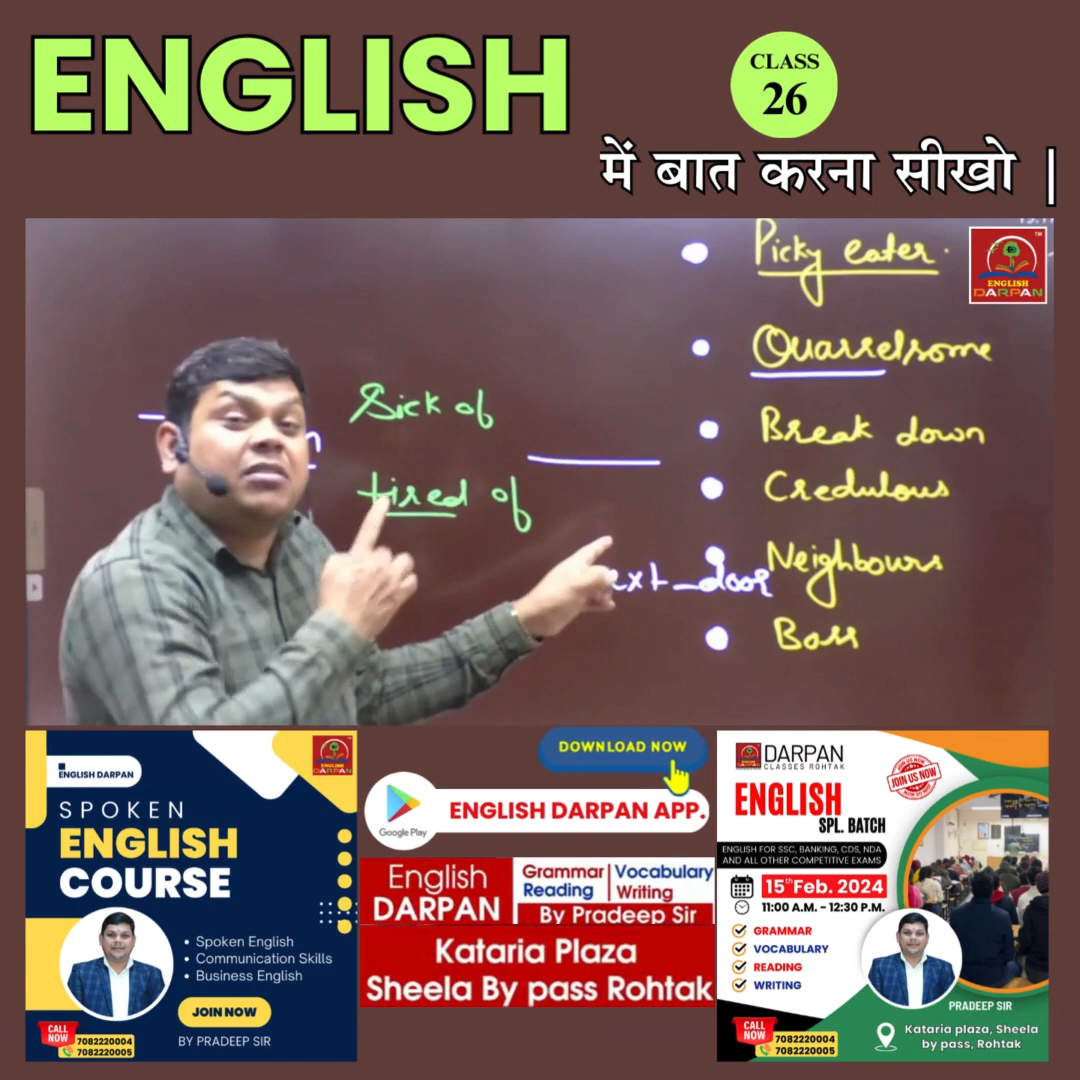 ENGLISH
CLASS
26
में बात करना सीखो |
Picky eater.
ENGLISH
DARPAN
TM
Quarrelsome
Sick of
Break down
tired of
Credulous
Neighbours
ext-door
Boss
ENGLISH DARPAN
ENGLISH
DARPAN
SPOKEN
ENGLISH
COURSE
• Spoken English
• Communication Skills
• Business English
JOIN NOW
BY PRADEEP SIR
CALL
NOW
7082220004
7082220005
DOWNLOAD NOW
Google Play
ENGLISH DARPAN APP.
English
DARPAN
Grammar | Vocabulary
Reading | Writing
By Pradeep Sir
Kataria Plaza
Sheela By pass Rohtak
DARPAN
CLASSES ROHTAK
JOIN US NOW
ENGLISH
SPL. BATCH
ENGLISH FOR SSC, BANKING, CDS, NDA
AND ALL OTHER COMPETITIVE EXAMS
15th Feb. 2024
11:00 A.M. - 12:30 P.M.
GRAMMAR
VOCABULARY
READING
WRITING
PRADEEP SIR
CALL
NOW
7082220004
7082220005
Kataria plaza, Sheela
by pass, Rohtak